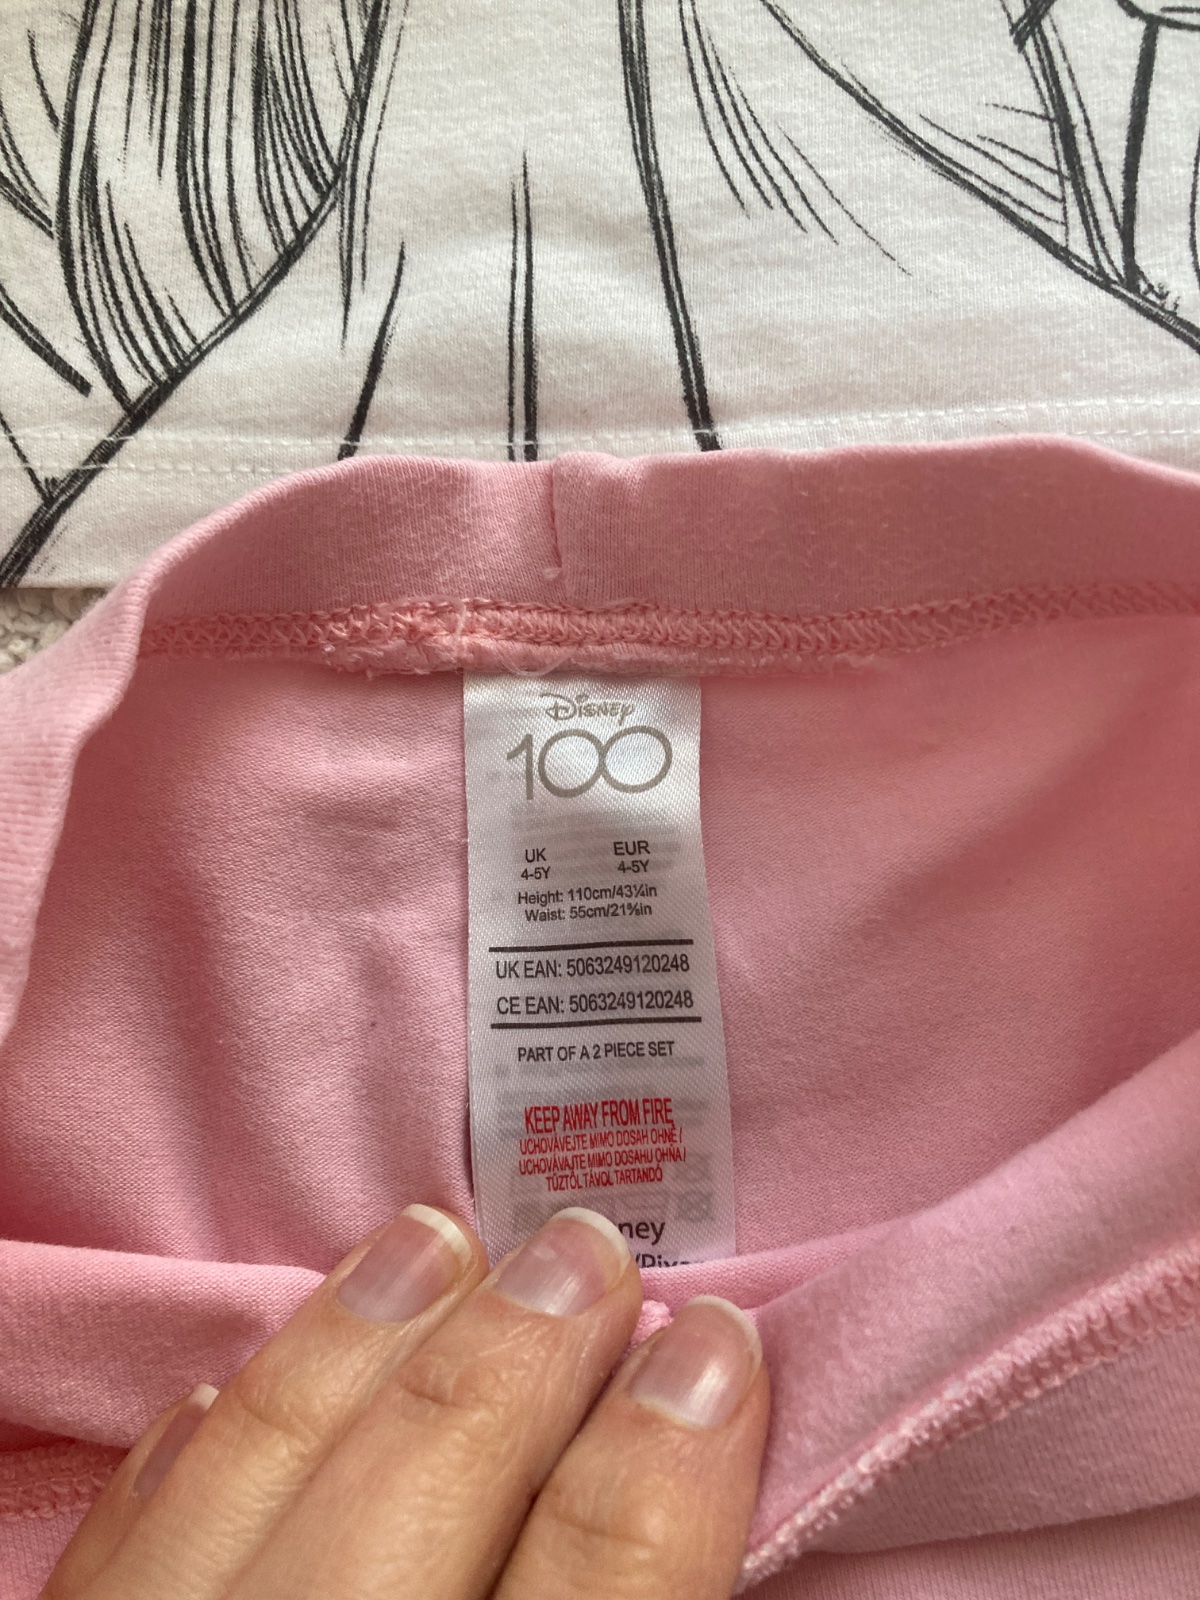 Disney
100
UK EUR
4-5Y 4-5Y
Height: 110cm/43¼in
Waist: 55cm/21⅝in
UK EAN: 5063249120248
CE EAN: 5063249120248
PART OF A 2 PIECE SET
KEEP AWAY FROM FIRE
UCHOVÁVEJTE MIMO DOSAH OHNĚ /
UCHOVÁVAJTE MIMO DOSAHU OHŇA /
TŰZTŐL TÁVOL TARTANDÓ
ney